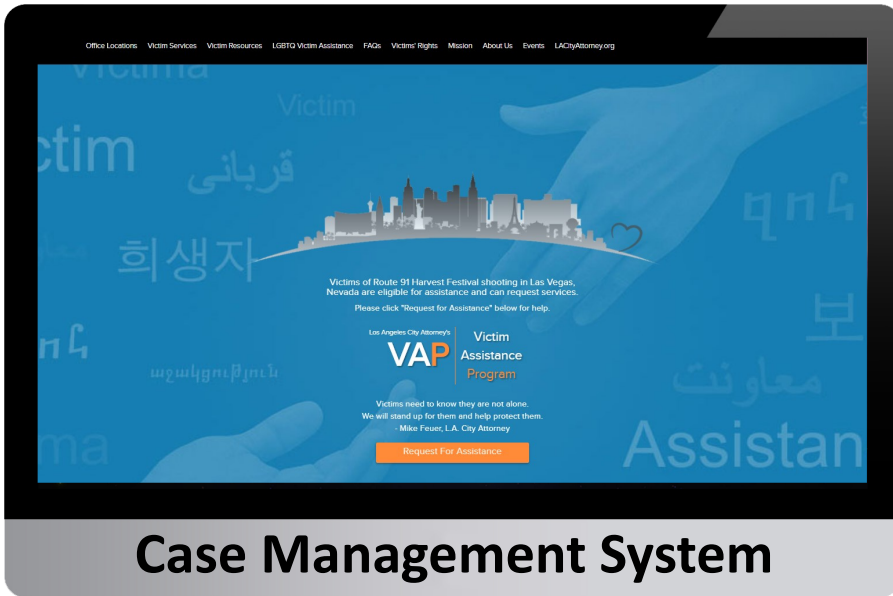 Office Locations Victim Services Victim Resources LGBTQ Victim Assistance FAQs Victims' Rights Mission About Us Events LACityAttorney.org
Victima
Victim
ctim
قربانی
զոհ
희생자
Victims of Route 91 Harvest Festival shooting in Las Vegas,
Nevada are eligible for assistance and can request services.
Please click "Request for Assistance" below for help.
보
Los Angeles City Attorney's
VAP
Victim
Assistance
Program
աջակցություն
معاونت
Victims need to know they are not alone.
We will stand up for them and help protect them.
- Mike Feuer, L.A. City Attorney
ma
Assistan
Request For Assistance
Case Management System